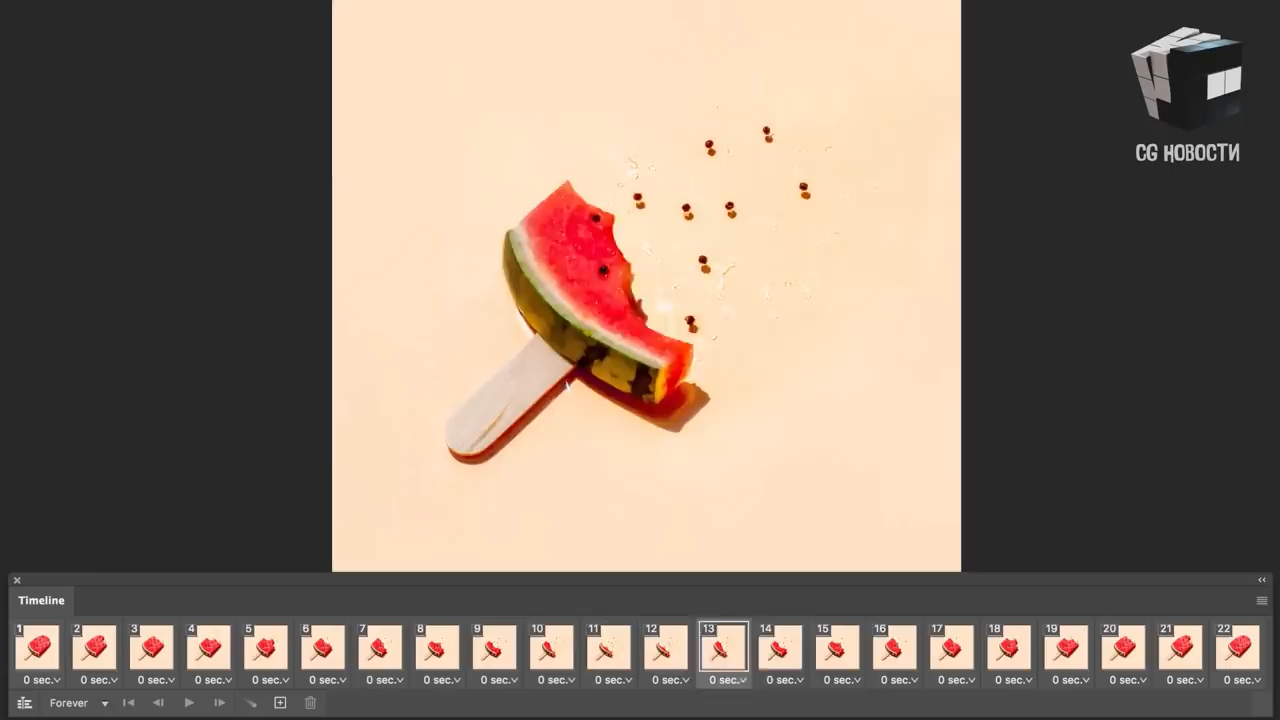 CG НОВОСТИ
Timeline
1 2 3 4 5 6 7 8 9 10 11 12 13 14 15 16 17 18 19 20 21 22
0 sec. 0 sec. 0 sec. 0 sec. 0 sec. 0 sec. 0 sec. 0 sec. 0 sec. 0 sec. 0 sec. 0 sec. 0 sec. 0 sec. 0 sec. 0 sec. 0 sec. 0 sec. 0 sec. 0 sec. 0 sec. 0 sec.
Forever